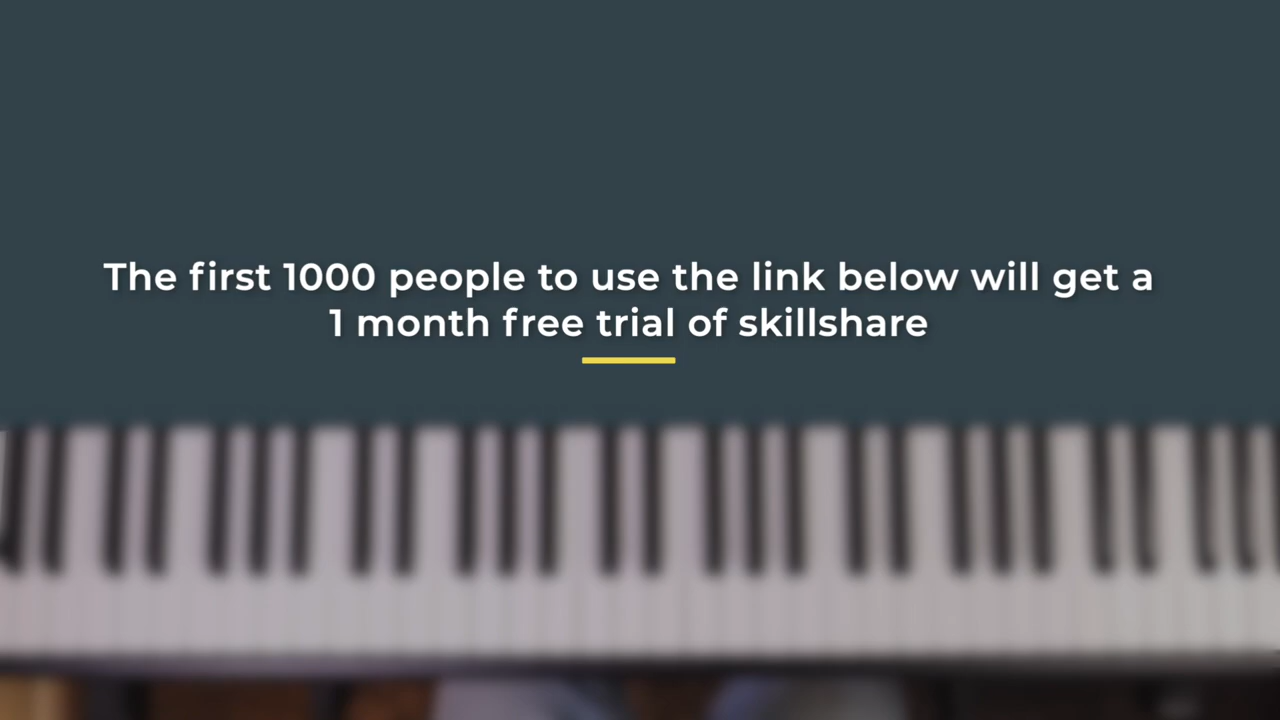 The first 1000 people to use the link below will get a
1 month free trial of skillshare